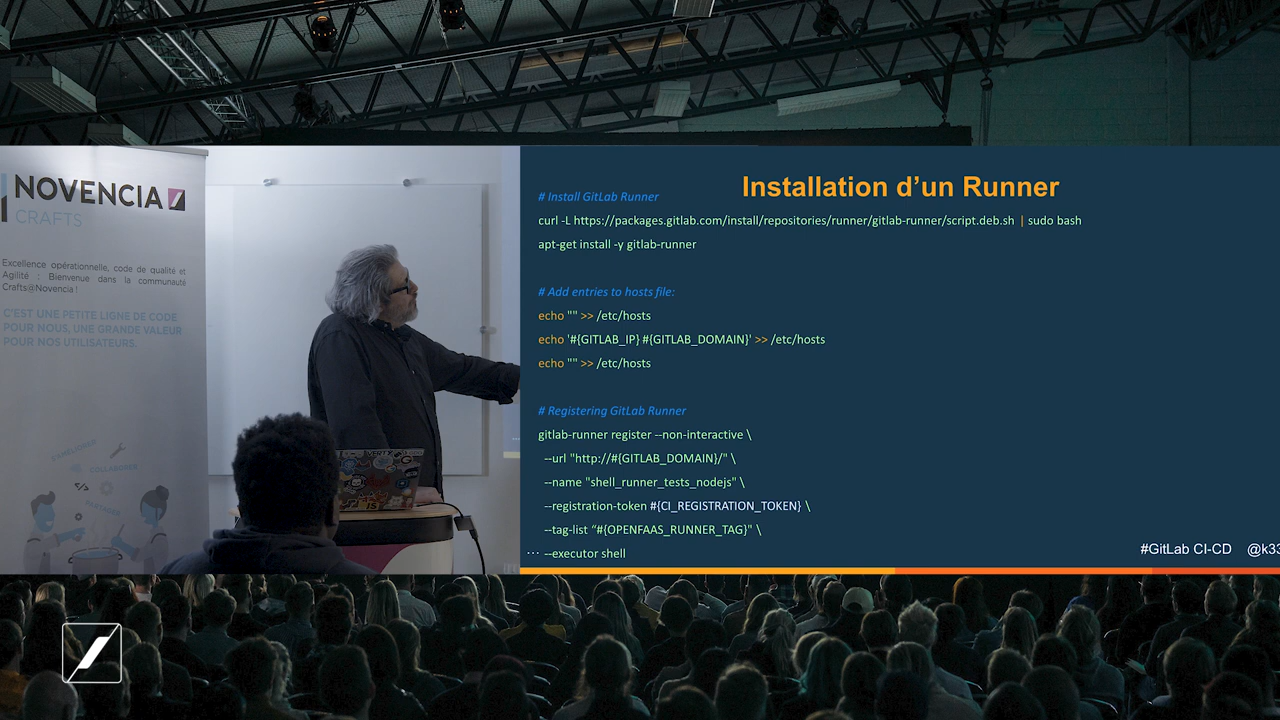 NOVENCIA
CRAFTS
Excellence opérationnelle, code de qualité et
Agilité : Bienvenue dans la communauté
Crafts@Novencia !
C'EST UNE PETITE LIGNE DE CODE
POUR NOUS, UNE GRANDE VALEUR
POUR NOS UTILISATEURS.
COLLABORER
Installation d’un Runner
# Install GitLab Runner
curl -L https://packages.gitlab.com/install/repositories/runner/gitlab-runner/script.deb.sh | sudo bash
apt-get install -y gitlab-runner
# Add entries to hosts file:
echo "" >> /etc/hosts
echo '#{GITLAB_IP} #{GITLAB_DOMAIN}' >> /etc/hosts
echo "" >> /etc/hosts
# Registering GitLab Runner
gitlab-runner register --non-interactive \
--url "http://#{GITLAB_DOMAIN}/" \
--name "shell_runner_tests_nodejs" \
--registration-token #{CI_REGISTRATION_TOKEN} \
--tag-list “#{OPENFAAS_RUNNER_TAG}" \
... --executor shell
#GitLab CI-CD @k33